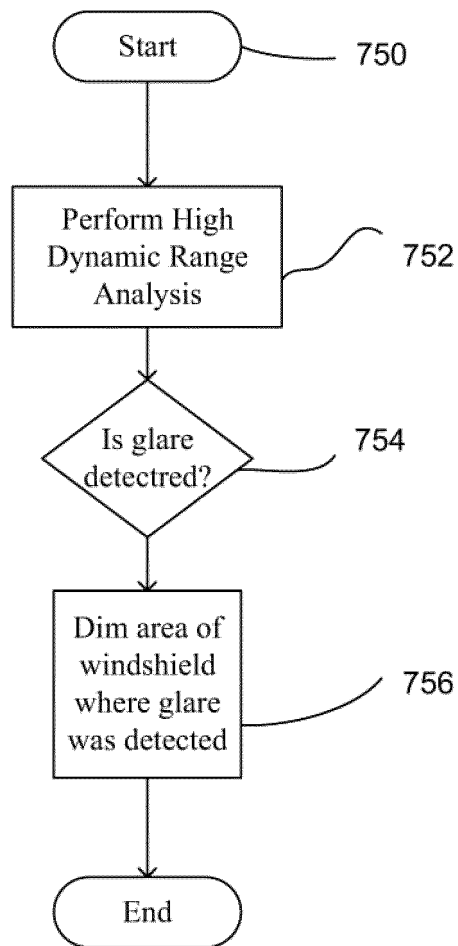 Start
750
Perform High
Dynamic Range
Analysis
752
Is glare
detectred?
754
Dim area of
windshield
where glare
was detected
756
End